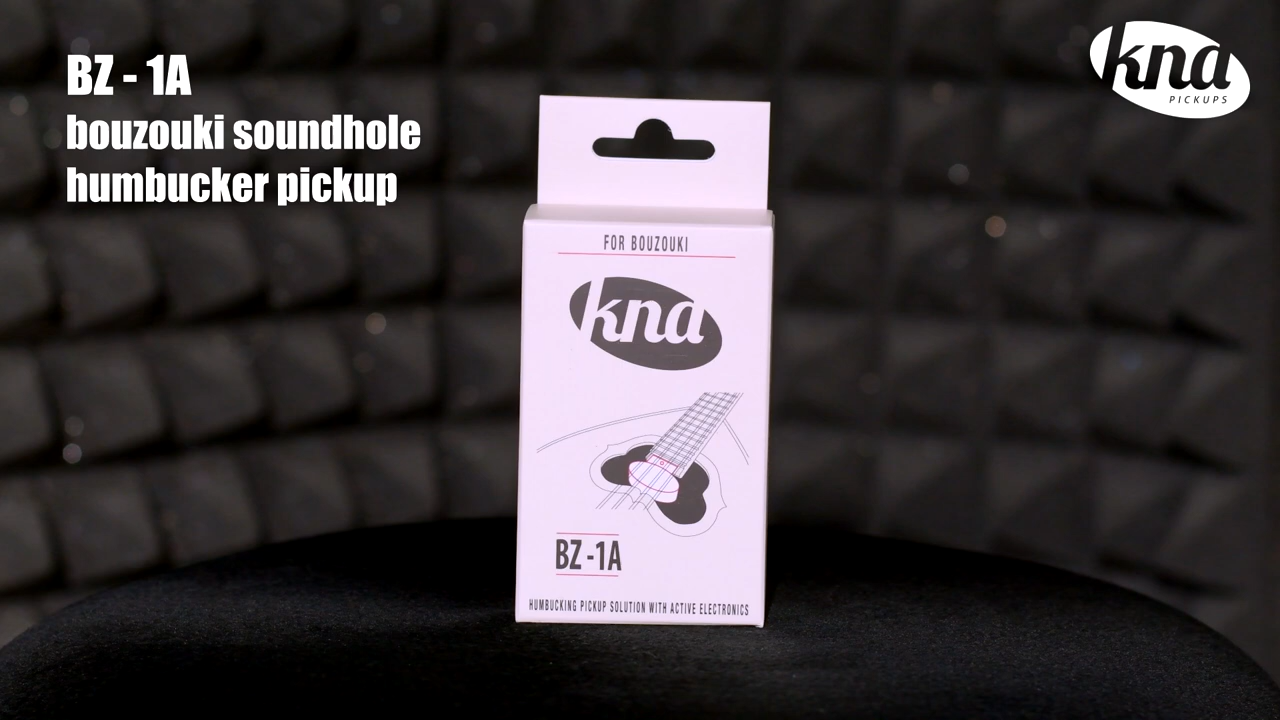 BZ - 1A
bouzouki soundhole
humbucker pickup
kna
PICKUPS
FOR BOUZOUKI
kna
BZ-1A
HUMBUCKING PICKUP SOLUTION WITH ACTIVE ELECTRONICS